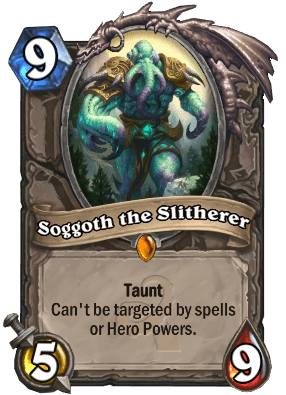 9
Soggoth the Slitherer
Taunt
Can't be targeted by spells
or Hero Powers.
5
9